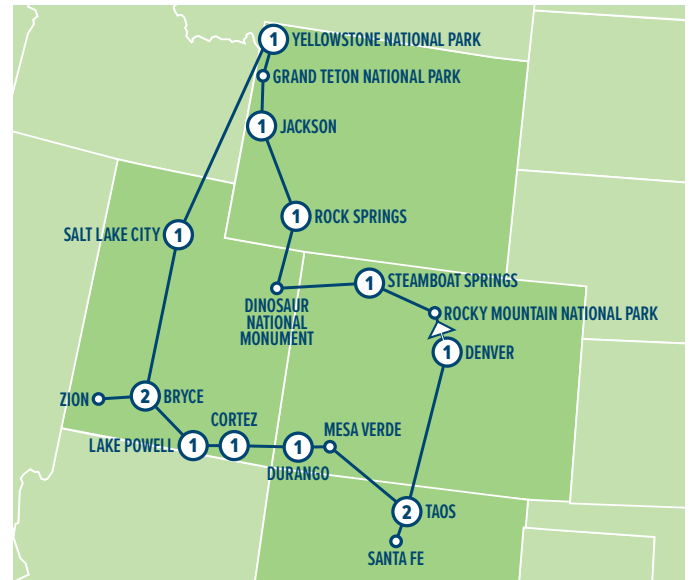 1 YELLOWSTONE NATIONAL PARK
GRAND TETON NATIONAL PARK
1 JACKSON
1 ROCK SPRINGS
SALT LAKE CITY 1
1 STEAMBOAT SPRINGS
DINOSAUR
NATIONAL
MONUMENT
ROCKY MOUNTAIN NATIONAL PARK
1 DENVER
ZION
2 BRYCE
CORTEZ
1
LAKE POWELL 1
MESA VERDE
1
DURANGO
2 TAOS
SANTA FE